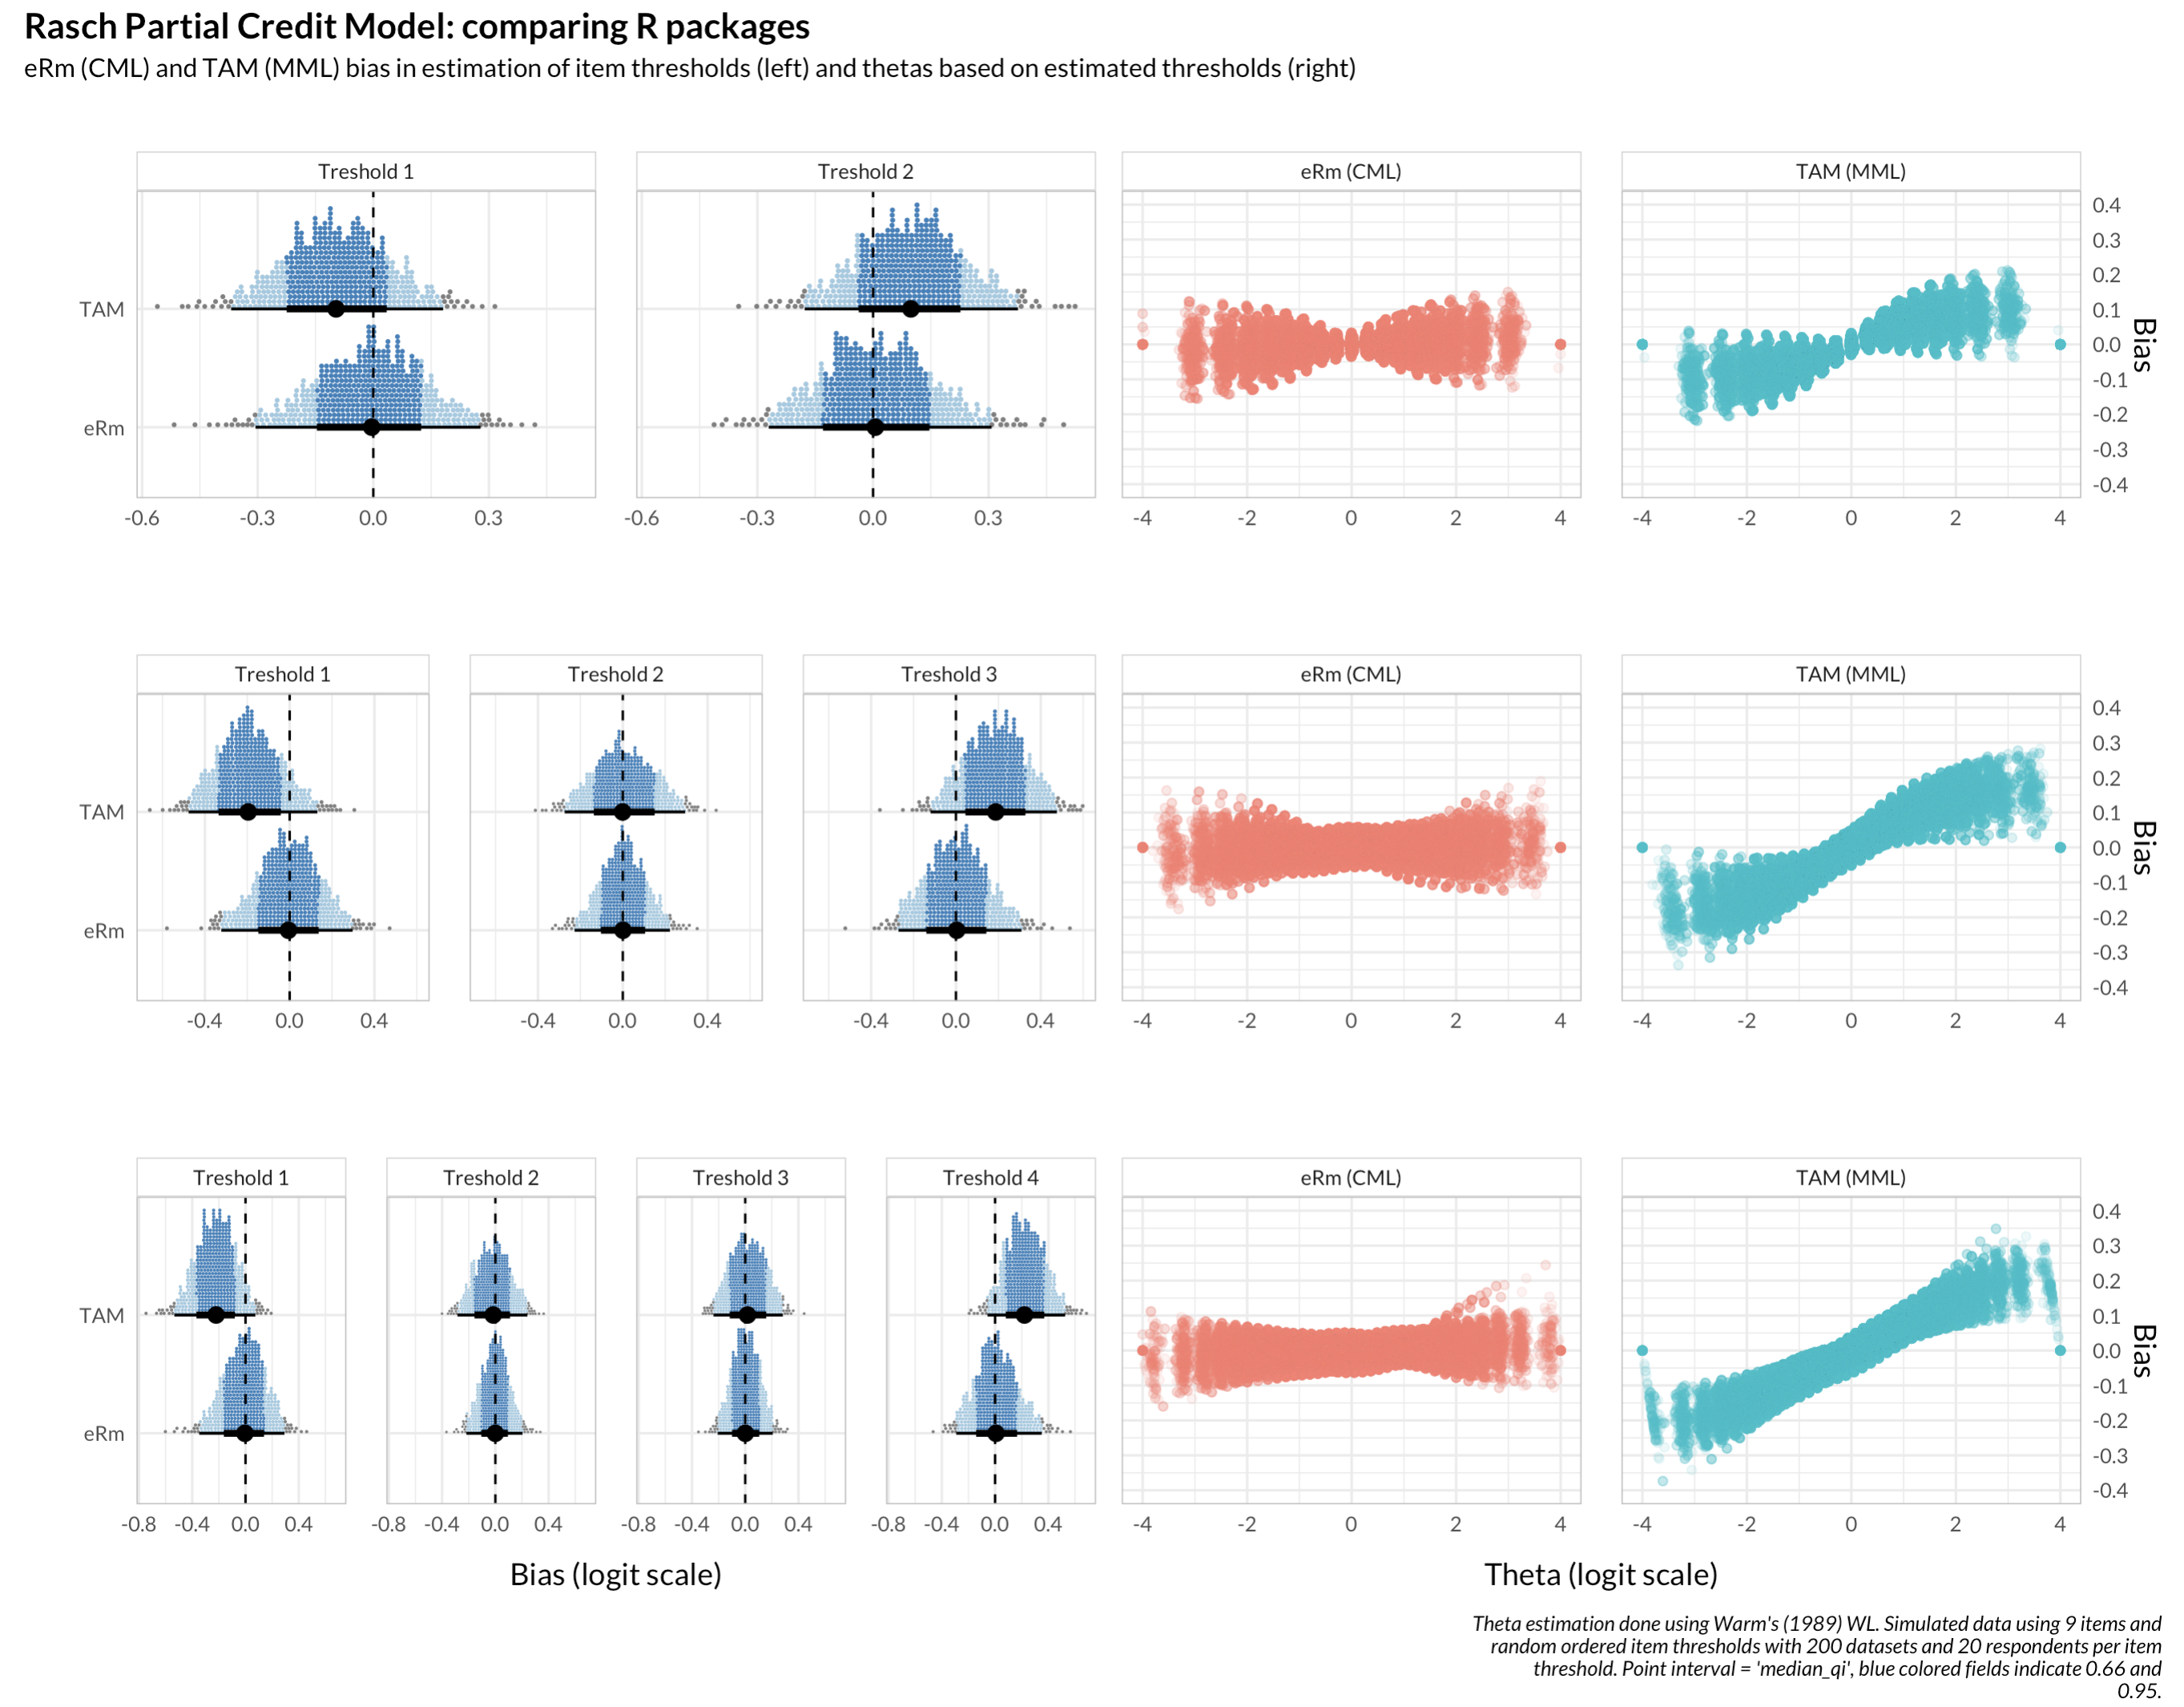 Rasch Partial Credit Model: comparing R packages
eRm (CML) and TAM (MML) bias in estimation of item thresholds (left) and thetas based on estimated thresholds (right)
Treshold 1
Treshold 2
eRm (CML)
TAM (MML)
TAM
eRm
-0.6 -0.3 0.0 0.3
-0.6 -0.3 0.0 0.3
-4 -2 0 2 4
-4 -2 0 2 4
0.4
0.3
0.2
0.1
0.0
-0.1
-0.2
-0.3
-0.4
Bias
Treshold 1
Treshold 2
Treshold 3
eRm (CML)
TAM (MML)
TAM
eRm
-0.4 0.0 0.4
-0.4 0.0 0.4
-0.4 0.0 0.4
-4 -2 0 2 4
-4 -2 0 2 4
0.4
0.3
0.2
0.1
0.0
-0.1
-0.2
-0.3
-0.4
Bias
Treshold 1
Treshold 2
Treshold 3
Treshold 4
eRm (CML)
TAM (MML)
TAM
eRm
-0.8 -0.4 0.0 0.4
-0.8 -0.4 0.0 0.4
-0.8 -0.4 0.0 0.4
-0.8 -0.4 0.0 0.4
-4 -2 0 2 4
-4 -2 0 2 4
0.4
0.3
0.2
0.1
0.0
-0.1
-0.2
-0.3
-0.4
Bias
Bias (logit scale)
Theta (logit scale)
Theta estimation done using Warm's (1989) WL. Simulated data using 9 items and
random ordered item thresholds with 200 datasets and 20 respondents per item
threshold. Point interval = 'median_qi', blue colored fields indicate 0.66 and
0.95.